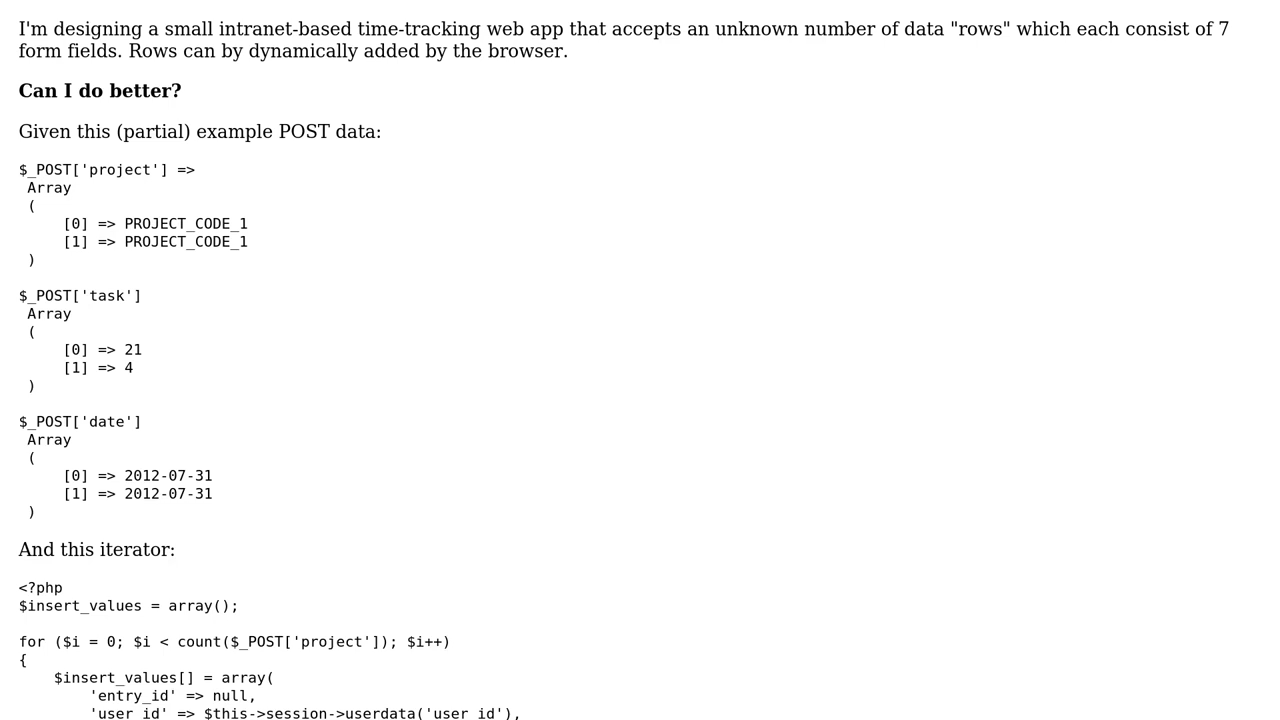 I'm designing a small intranet-based time-tracking web app that accepts an unknown number of data "rows" which each consist of 7
form fields. Rows can by dynamically added by the browser.
Can I do better?
Given this (partial) example POST data:
$_POST['project'] =>
 Array
 (
     [0] => PROJECT_CODE_1
     [1] => PROJECT_CODE_1
 )
$_POST['task']
 Array
 (
     [0] => 21
     [1] => 4
 )
$_POST['date']
 Array
 (
     [0] => 2012-07-31
     [1] => 2012-07-31
 )
And this iterator:
<?php
$insert_values = array();
for ($i = 0; $i < count($_POST['project']); $i++)
{
    $insert_values[] = array(
        'entry_id' => null,
        'user_id' => $this->session->userdata('user_id'),